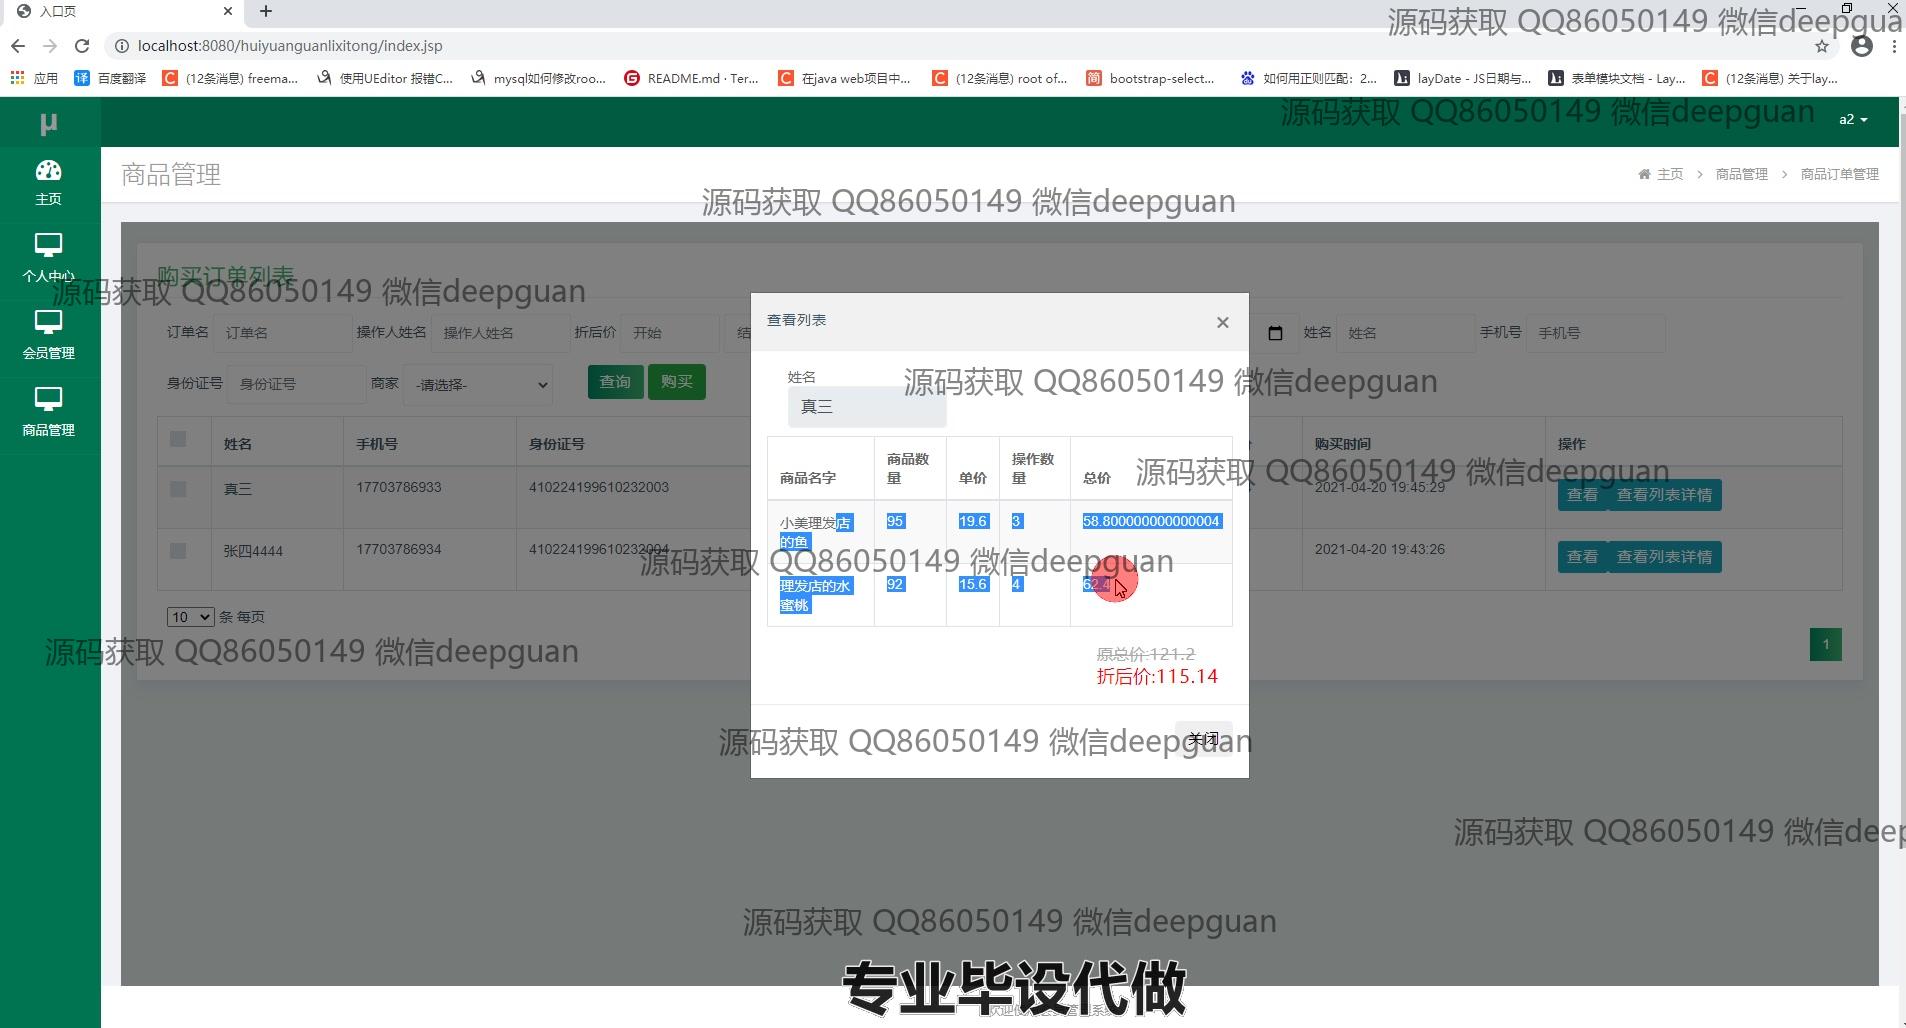 入口页
localhost:8080/huiyuanguanlixitong/index.jsp
源码获取 QQ86050149 微信deepgua
应用 百度翻译 (12条消息) freema... 使用UEditor 报错C... mysql如何修改roo... README.md · Ter... 在java web项目中... (12条消息) root of... bootstrap-select... 如何用正则匹配：2... layDate - JS日期与... 表单模块文档 - Lay... (12条消息) 关于lay...
源码获取 QQ86050149 微信deepguan
μ
a2
主页
商品管理
主页 > 商品管理 > 商品订单管理
源码获取 QQ86050149 微信deepguan
个人中心
会员管理
商品管理
购买订单列表
源码获取 QQ86050149 微信deepguan
订单名 订单名 操作人姓名 操作人姓名 折后价 开始 结 姓名 姓名 手机号 手机号
身份证号 身份证号 商家 -请选择- 查询 购买
姓名 手机号 身份证号 购买时间 操作
真三 17703786933 410224199610232003 2021-04-20 19:45:29 查看 查看列表详情
张四4444 17703786934 410224199610232004 2021-04-20 19:43:26 查看 查看列表详情
10 条 每页
1
查看列表
×
姓名
真三
源码获取 QQ86050149 微信deepguan
商品名字 商品数量 单价 操作数量 总价
源码获取 QQ86050149 微信deepguan
小美理发店的鱼 95 19.6 3 58.800000000000004
源码获取 QQ86050149 微信deepguan
理发店的水蜜桃 92 15.6 4 62.4
源码获取 QQ86050149 微信deepguan
原总价:121.2
折后价:115.14
关闭
源码获取 QQ86050149 微信deepguan
源码获取 QQ86050149 微信deep
源码获取 QQ86050149 微信deepguan
专业毕设代做